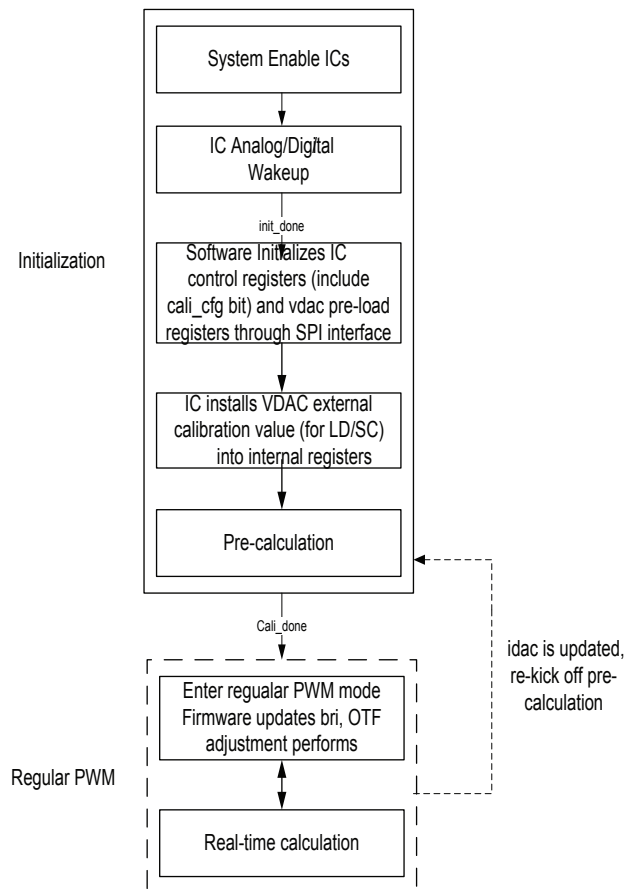 System Enable ICs
IC Analog/Digital
Wakeup
init_done
Initialization
Software Initializes IC
control registers (include
cali_cfg bit) and vdac pre-load
registers through SPI interface
IC installs VDAC external
calibration value (for LD/SC)
into internal registers
Pre-calculation
Cali_done
idac is updated,
re-kick off pre-
calculation
Enter regualar PWM mode
Firmware updates bri, OTF
adjustment performs
Regular PWM
Real-time calculation